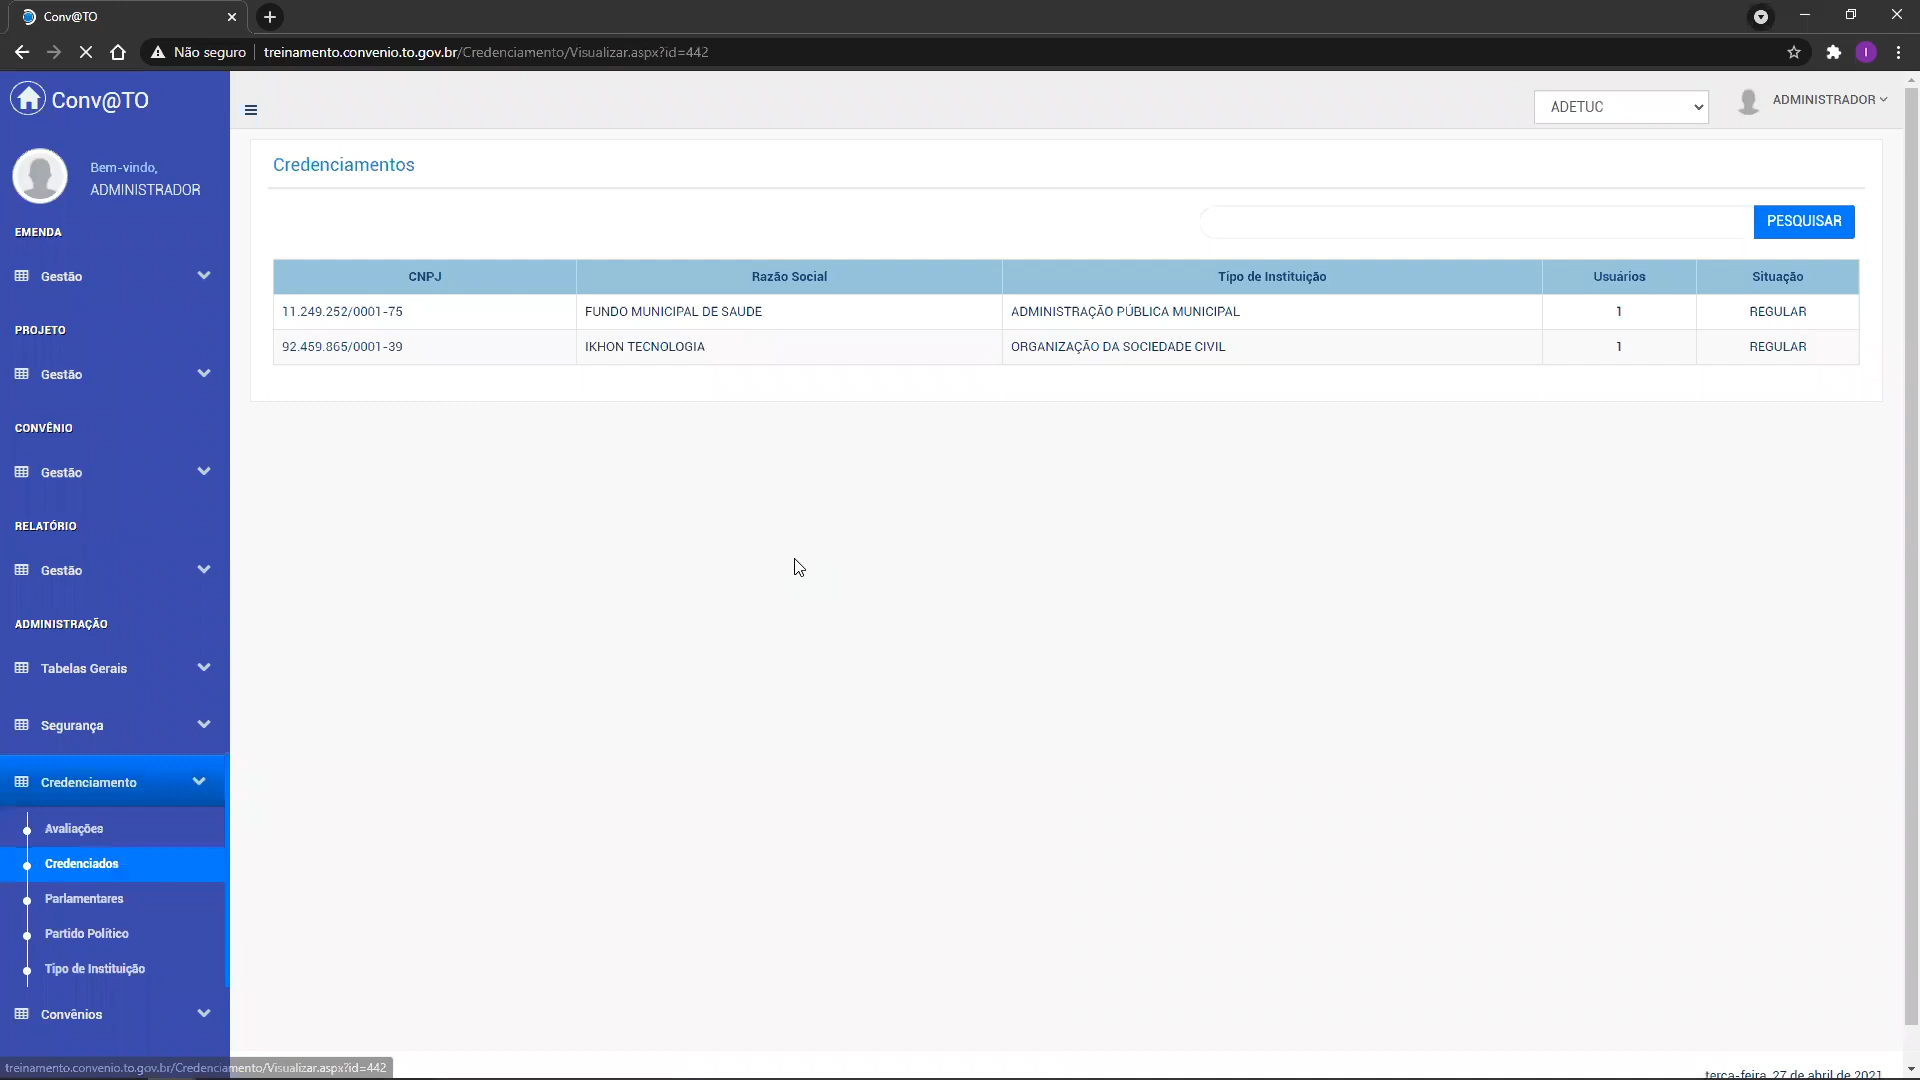 Conv@TO
Não seguro treinamento.convenio.to.gov.br/Credenciamento/Visualizar.aspx?id=442
I
Conv@TO
ADETUC
ADMINISTRADOR
Bem-vindo,
ADMINISTRADOR
EMENDA
Gestão
PROJETO
Gestão
CONVÊNIO
Gestão
RELATÓRIO
Gestão
ADMINISTRAÇÃO
Tabelas Gerais
Segurança
Credenciamento
Avaliações
Credenciados
Parlamentares
Partido Político
Tipo de Instituição
Convênios
Credenciamentos
PESQUISAR
CNPJ Razão Social Tipo de Instituição Usuários Situação
11.249.252/0001-75 FUNDO MUNICIPAL DE SAUDE ADMINISTRAÇÃO PÚBLICA MUNICIPAL 1 REGULAR
92.459.865/0001-39 IKHON TECNOLOGIA ORGANIZAÇÃO DA SOCIEDADE CIVIL 1 REGULAR
treinamento.convenio.to.gov.br/Credenciamento/Visualizar.aspx?id=442
terça-feira, 27 de abril de 2021